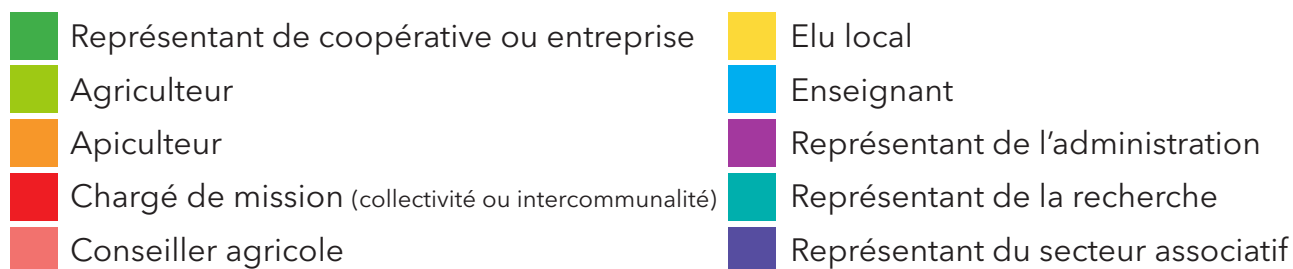 Représentant de coopérative ou entreprise
Agriculteur
Apiculteur
Chargé de mission (collectivité ou intercommunalité)
Conseiller agricole
Elu local
Enseignant
Représentant de l'administration
Représentant de la recherche
Représentant du secteur associatif